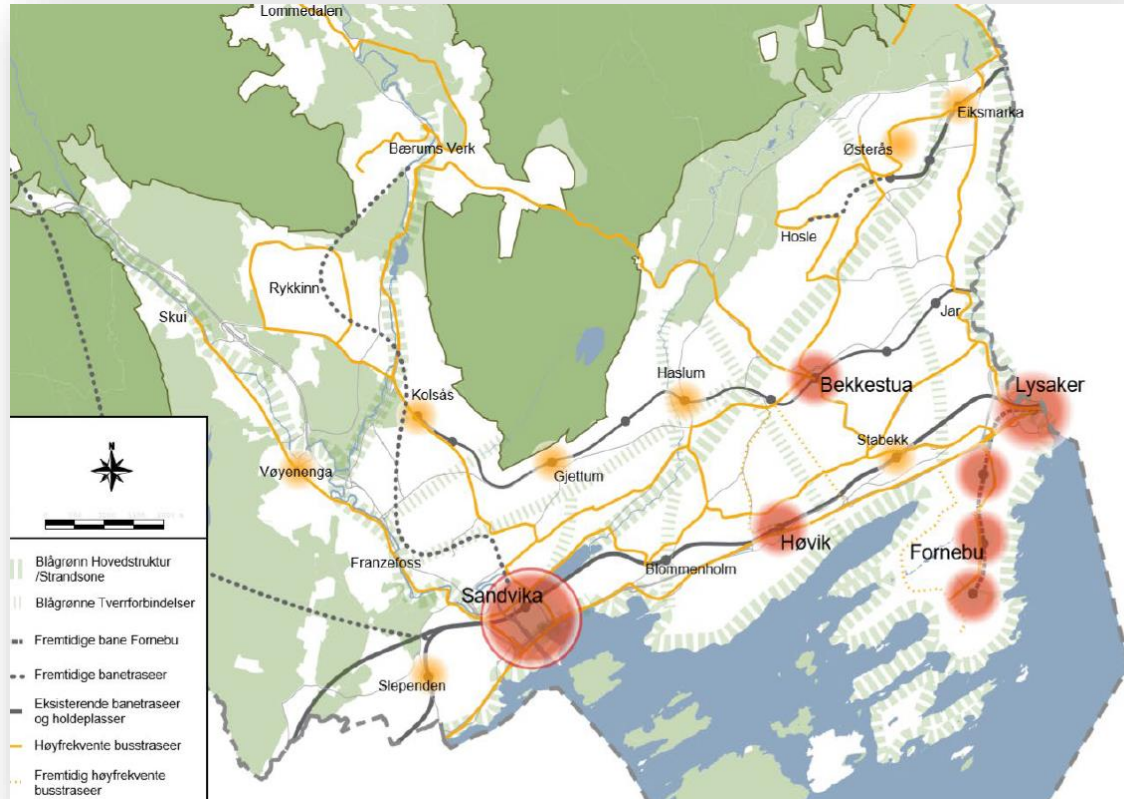 Lommedalen
Eiksmarka
Bærums Verk
Østerås
Hosle
Rykkinn
Skui
Jar
Haslum
Bekkestua
Lysaker
Kolsås
Stabekk
Vøyenenga
Gjettum
Høvik
Fornebu
Franzefoss
Blommenholm
Sandvika
Slependen
N
Blågrønn Hovedstruktur
/Strandsone
Blågrønne Tverrforbindelser
Fremtidige bane Fornebu
Fremtidige banetraseer
Eksisterende banetraseer
og holdeplasser
Høyfrekvente busstraseer
Fremtidig høyfrekvente
busstraseer